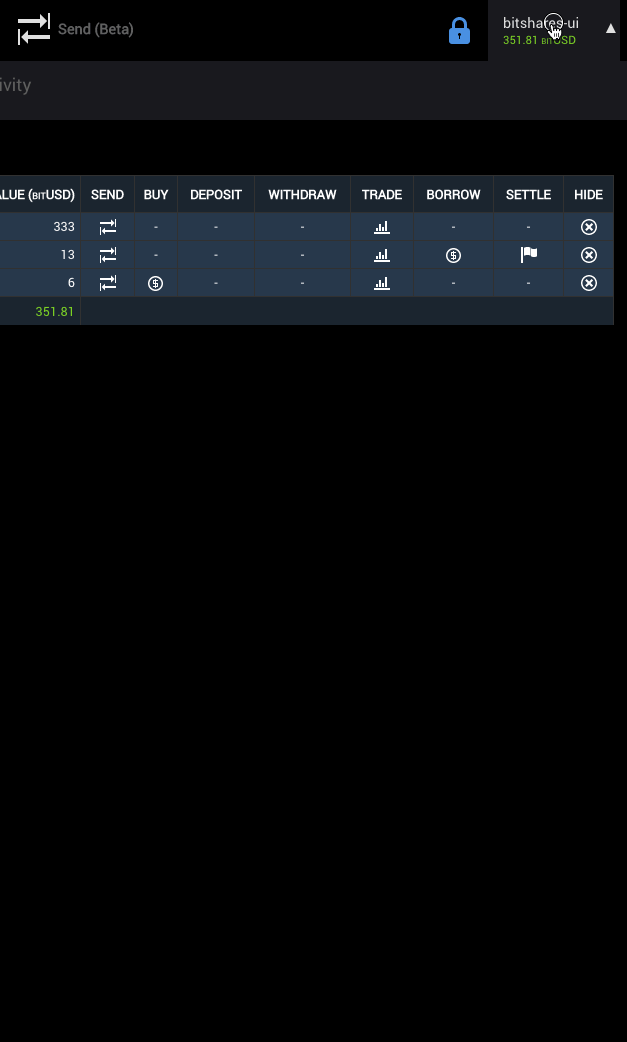 Send (Beta)
bitshares-ui
351.81 BITUSD
ivity
ALUE (BITUSD) SEND BUY DEPOSIT WITHDRAW TRADE BORROW SETTLE HIDE
333 - - - - -
13 - - -
6 - - - -
351.81